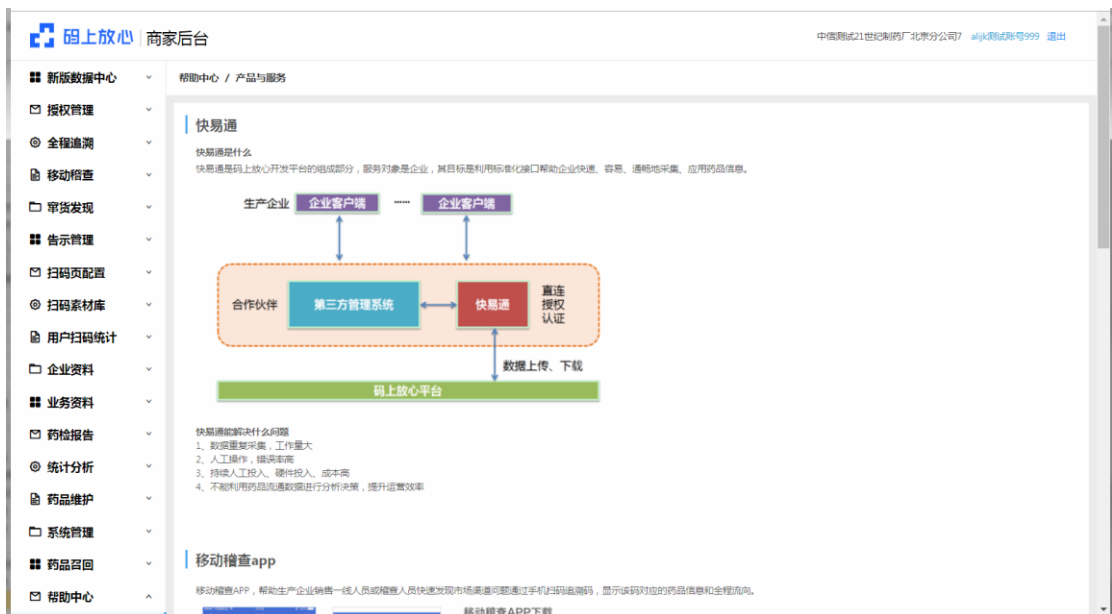 码上放心 商家后台
中信测试21世纪制药厂北京分公司7 alijk测试账号999 退出
新版数据中心
授权管理
全程追溯
移动稽查
窜货发现
告示管理
扫码页配置
扫码素材库
用户扫码统计
企业资料
业务资料
药检报告
统计分析
药品维护
系统管理
药品召回
帮助中心
帮助中心 / 产品与服务
快易通
快易通是什么
快易通是码上放心开发平台的组成部分，服务对象是企业，其目标是利用标准化接口帮助企业快速、容易、通畅地采集、应用药品信息。
生产企业 企业客户端 ······ 企业客户端
合作伙伴 第三方管理系统 快易通 直连
授权
认证
数据上传、下载
码上放心平台
快易通能解决什么问题
1、数据重复采集，工作量大
2、人工操作，错误率高
3、持续人工投入、硬件投入、成本高
4、不能利用药品流通数据进行分析决策，提升运营效率
移动稽查app
移动稽查APP，帮助生产企业销售一线人员或稽查人员快速发现市场渠道问题通过手机扫码追溯码，显示该码对应的药品信息和全程流向。
移动稽查APP下载